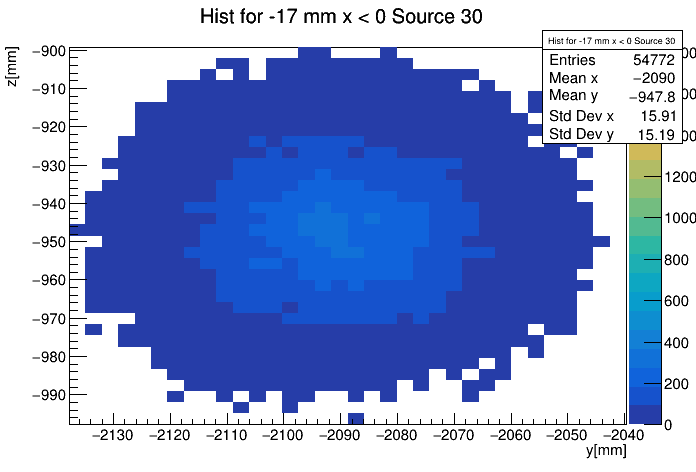 Hist for -17 mm x < 0 Source 30
Hist for -17 mm x < 0 Source 30
Entries 54772
Mean x −2090
Mean y −947.8
Std Dev x 15.91
Std Dev y 15.19
z[mm]
−900
−910
−920
−930
−940
−950
−960
−970
−980
−990
1200
1000
800
600
400
200
0
−2130 −2120 −2110 −2100 −2090 −2080 −2070 −2060 −2050 −2040
y[mm]